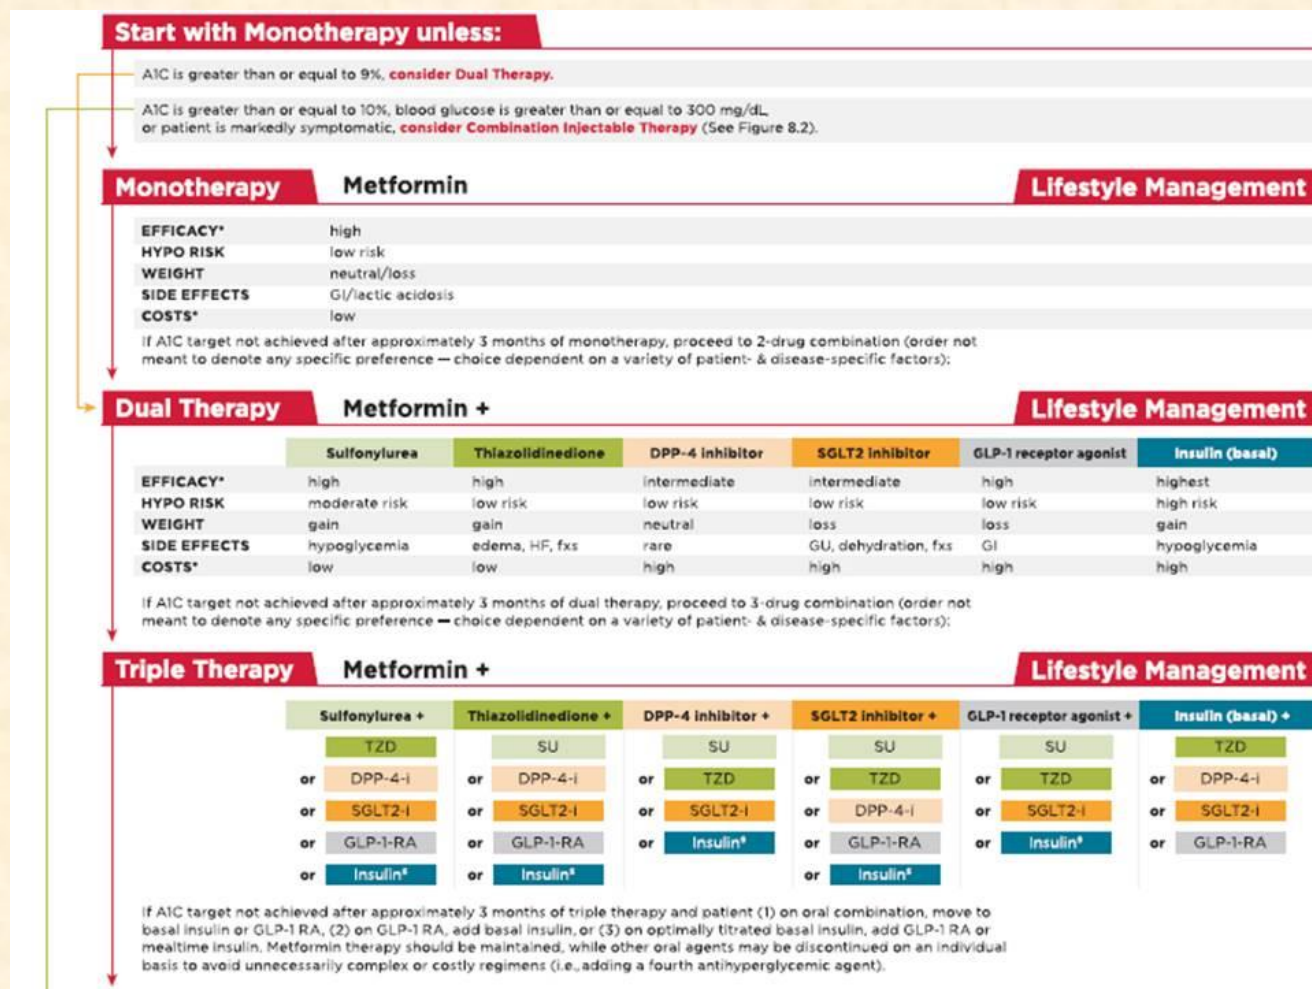 Start with Monotherapy unless:
A1C is greater than or equal to 9%, consider Dual Therapy.
A1C is greater than or equal to 10%, blood glucose is greater than or equal to 300 mg/dL,
or patient is markedly symptomatic, consider Combination Injectable Therapy (See Figure 8.2).
Monotherapy Metformin Lifestyle Management
EFFICACY* high
HYPO RISK low risk
WEIGHT neutral/loss
SIDE EFFECTS GI/lactic acidosis
COSTS* low
If A1C target not achieved after approximately 3 months of monotherapy, proceed to 2-drug combination (order not
meant to denote any specific preference — choice dependent on a variety of patient- & disease-specific factors):
Dual Therapy Metformin + Lifestyle Management
Sulfonylurea Thiazolidinedione DPP-4 inhibitor SGLT2 inhibitor GLP-1 receptor agonist Insulin (basal)
EFFICACY* high high intermediate intermediate high highest
HYPO RISK moderate risk low risk low risk low risk low risk high risk
WEIGHT gain gain neutral loss loss gain
SIDE EFFECTS hypoglycemia edema, HF, fxs rare GU, dehydration, fxs GI hypoglycemia
COSTS* low low high high high high
If A1C target not achieved after approximately 3 months of dual therapy, proceed to 3-drug combination (order not
meant to denote any specific preference — choice dependent on a variety of patient- & disease-specific factors):
Triple Therapy Metformin + Lifestyle Management
Sulfonylurea + Thiazolidinedione + DPP-4 inhibitor + SGLT2 inhibitor + GLP-1 receptor agonist + Insulin (basal) +
TZD SU SU SU SU TZD
or DPP-4-i or DPP-4-i or TZD or TZD or TZD or DPP-4-i
or SGLT2-i or SGLT2-i or SGLT2-i or DPP-4-i or SGLT2-i or SGLT2-i
or GLP-1-RA or GLP-1-RA or Insulin* or GLP-1-RA or Insulin* or GLP-1-RA
or Insulin* or Insulin* or Insulin*
If A1C target not achieved after approximately 3 months of triple therapy and patient (1) on oral combination, move to
basal insulin or GLP-1 RA, (2) on GLP-1 RA, add basal insulin, or (3) on optimally titrated basal insulin, add GLP-1 RA or
mealtime insulin. Metformin therapy should be maintained, while other oral agents may be discontinued on an individual
basis to avoid unnecessarily complex or costly regimens (i.e., adding a fourth antihyperglycemic agent).